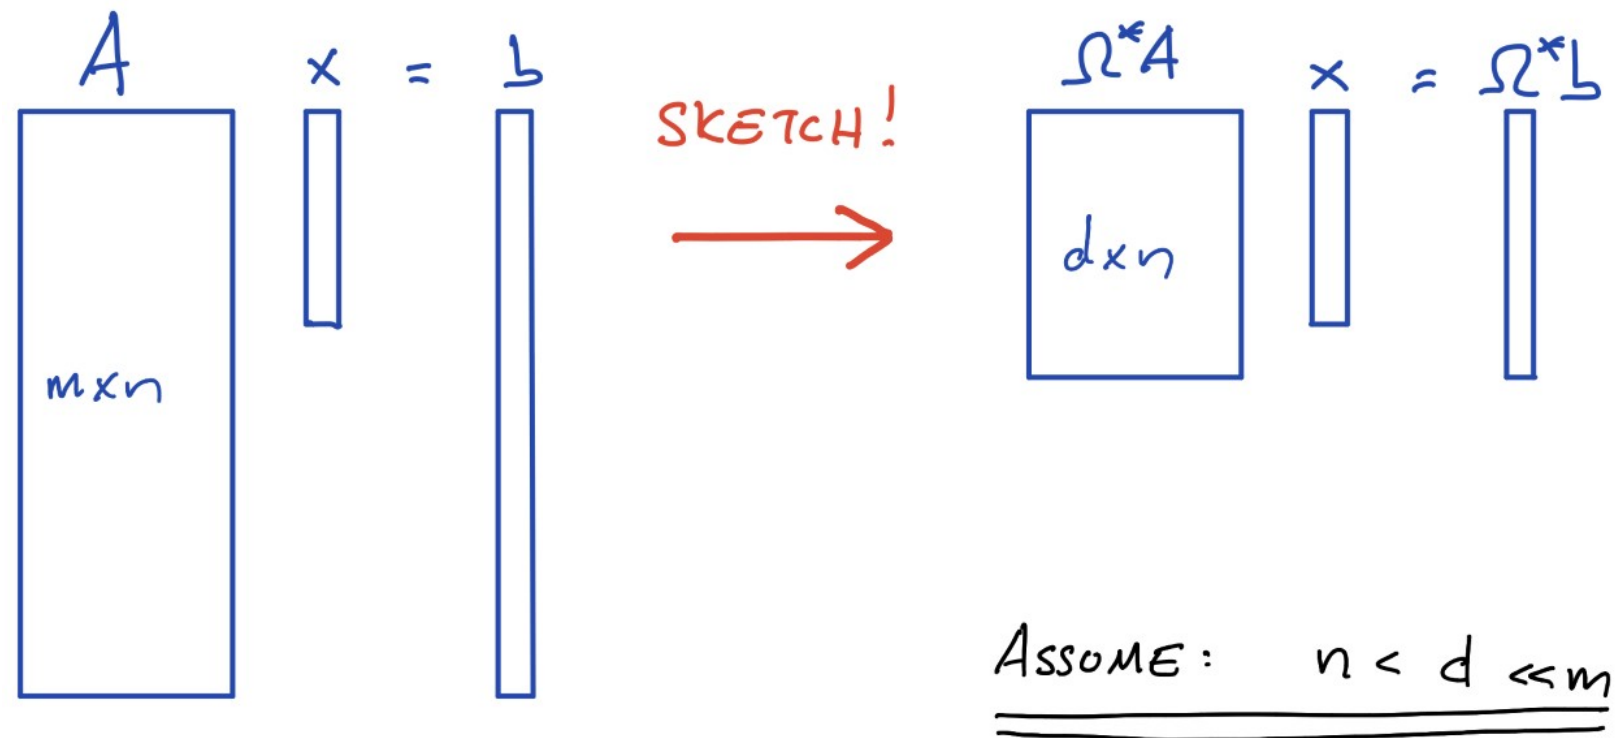 A x = b
SKETCH!
Ω*A x = Ω*b
m×n
d×n
ASSUME: n < d << m